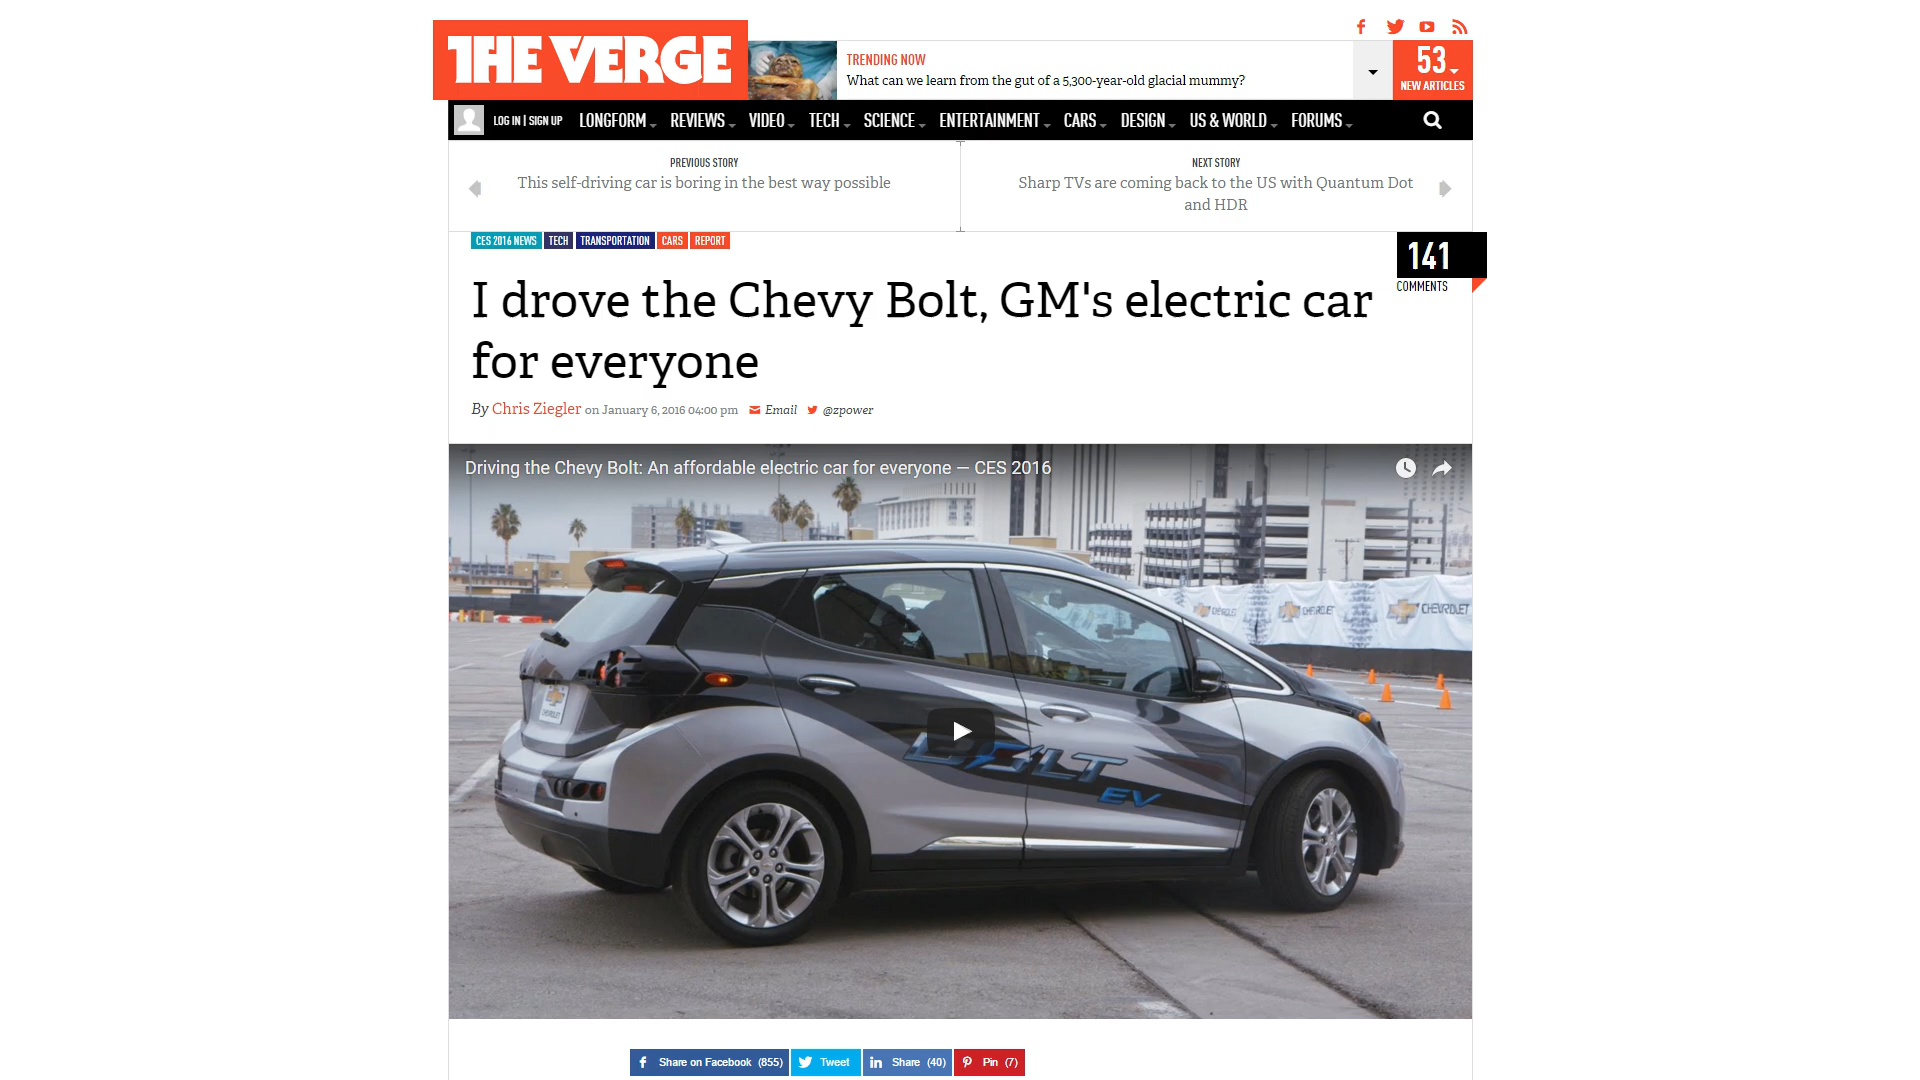 THE VERGE
TRENDING NOW
What can we learn from the gut of a 5,300-year-old glacial mummy?
53
NEW ARTICLES
LOG IN | SIGN UP
LONGFORM
REVIEWS
VIDEO
TECH
SCIENCE
ENTERTAINMENT
CARS
DESIGN
US & WORLD
FORUMS
PREVIOUS STORY
This self-driving car is boring in the best way possible
NEXT STORY
Sharp TVs are coming back to the US with Quantum Dot
and HDR
CES 2016 NEWS
TECH
TRANSPORTATION
CARS
REPORT
141
COMMENTS
I drove the Chevy Bolt, GM's electric car
for everyone
By Chris Ziegler on January 6, 2016 04:00 pm
Email
@zpower
Driving the Chevy Bolt: An affordable electric car for everyone — CES 2016
CHEVROLET
CHEVROLET
CHEVROLET
CHEVROLET
BOLT
EV
Share on Facebook (855)
Tweet
Share (40)
Pin (7)